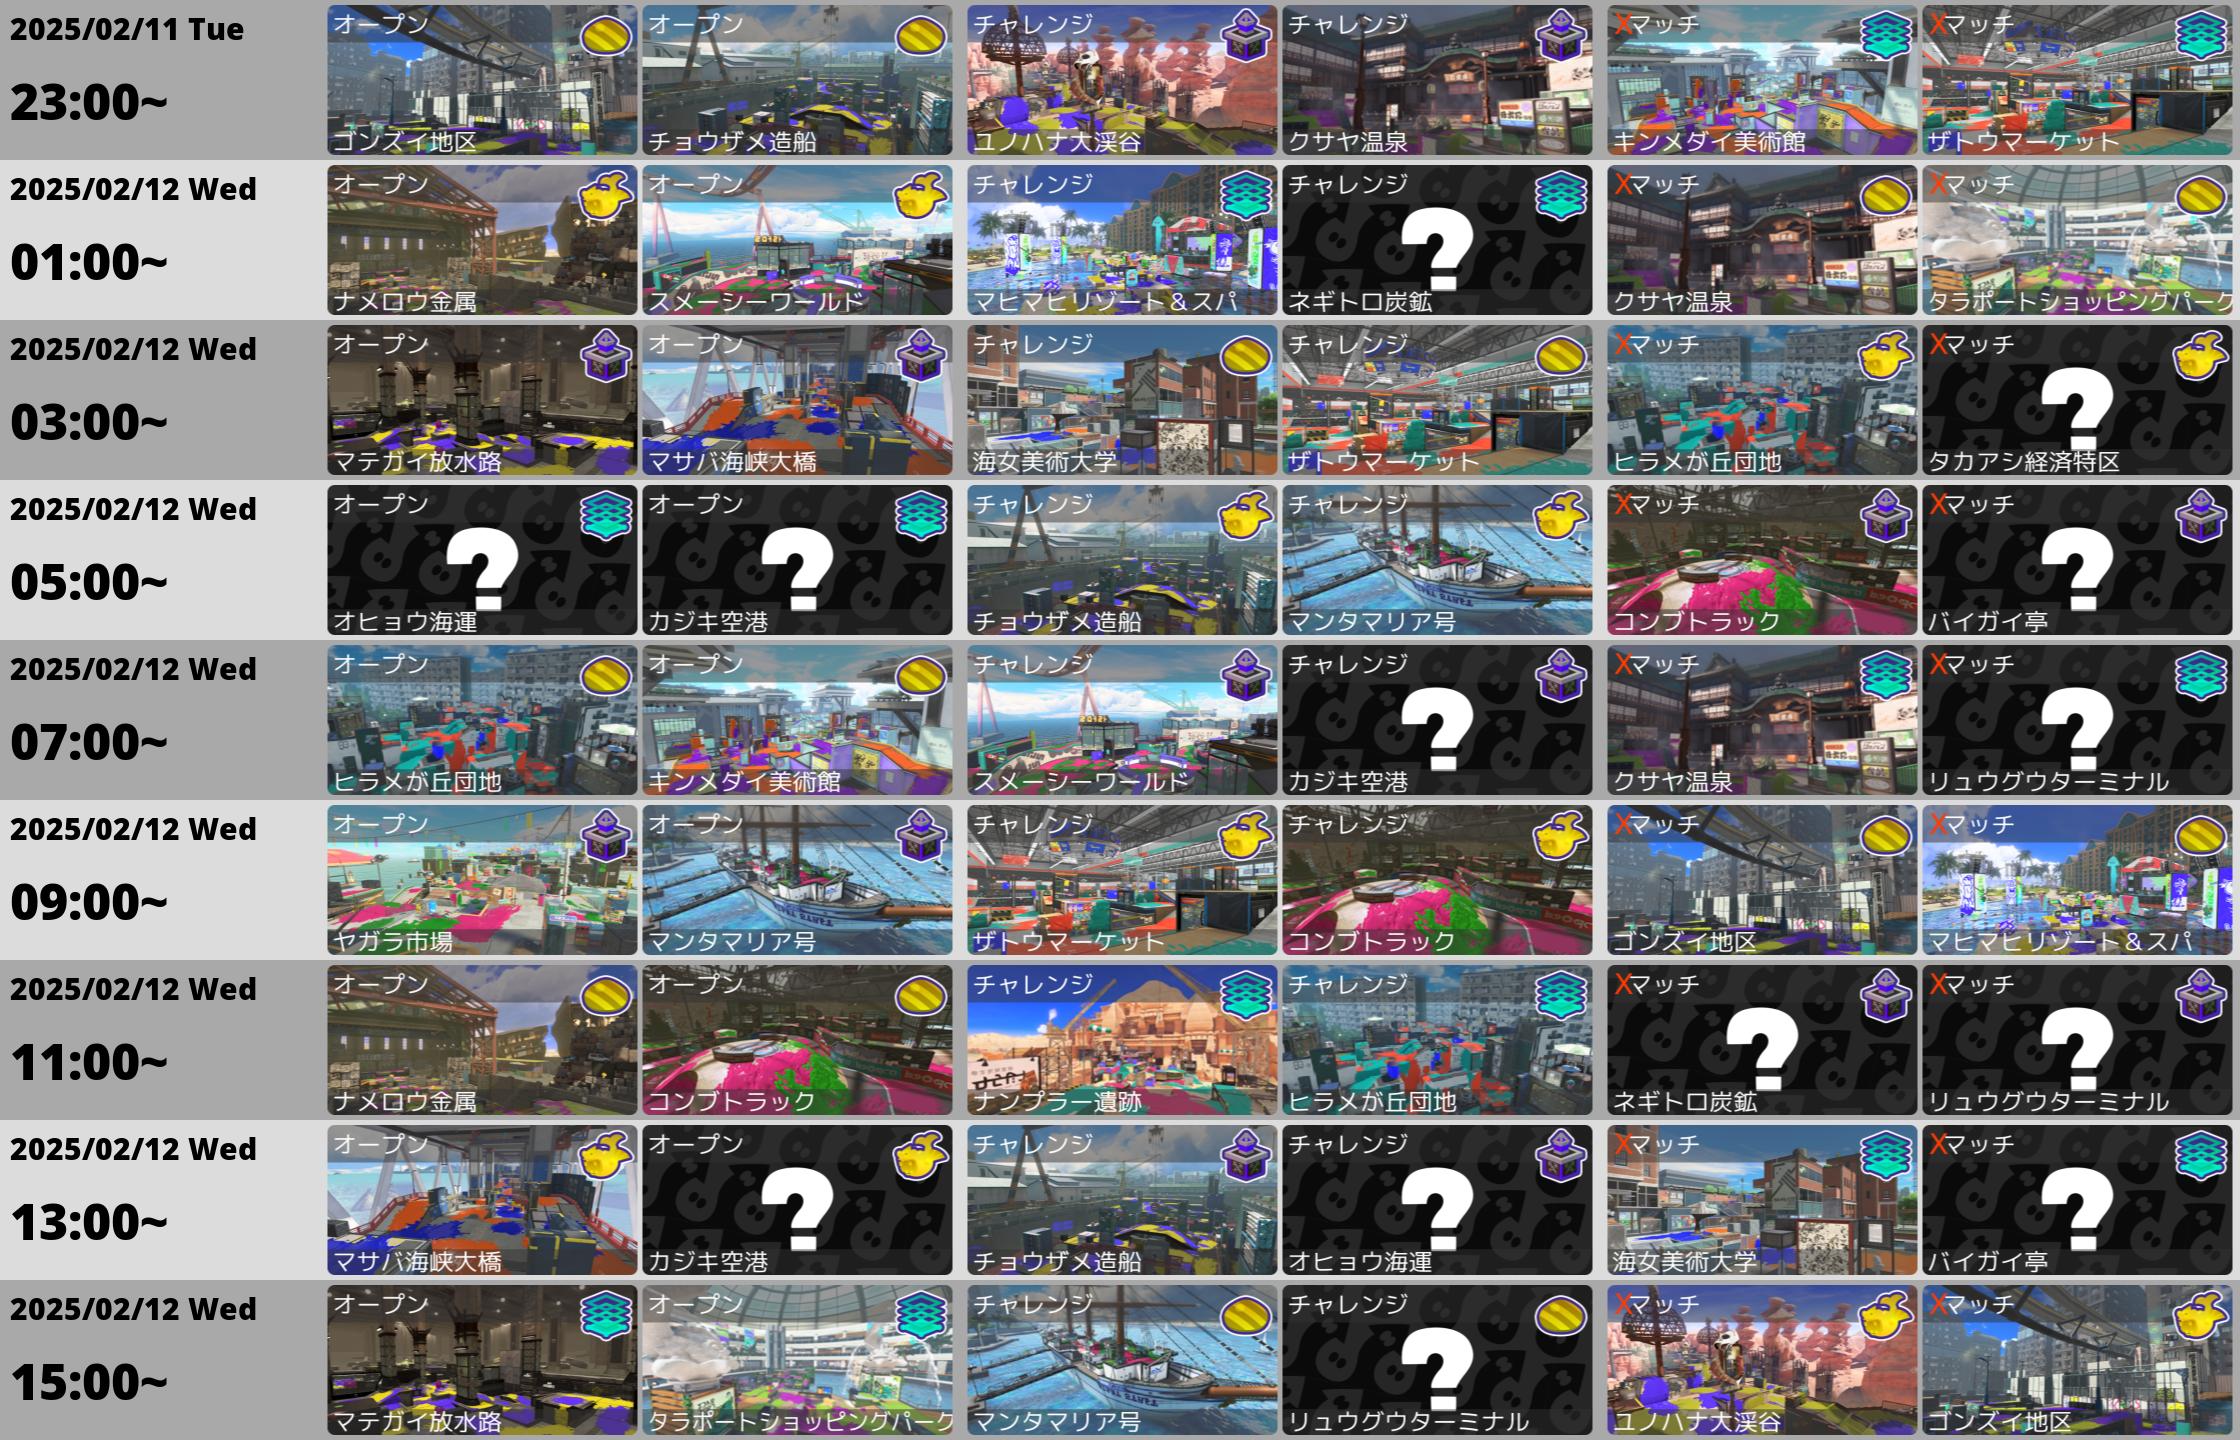 2025/02/11 Tue
23:00~
オープン
ゴンズイ地区
オープン
チョウザメ造船
チャレンジ
ユノハナ大渓谷
チャレンジ
クサヤ温泉
Xマッチ
キンメダイ美術館
Xマッチ
ザトウマーケット
2025/02/12 Wed
01:00~
オープン
ナメロウ金属
オープン
スメーシーワールド
チャレンジ
マヒマヒリゾート＆スパ
チャレンジ
ネギトロ炭鉱
Xマッチ
クサヤ温泉
Xマッチ
タラポートショッピングパーク
2025/02/12 Wed
03:00~
オープン
マテガイ放水路
オープン
マサバ海峡大橋
チャレンジ
海女美術大学
チャレンジ
ザトウマーケット
Xマッチ
ヒラメが丘団地
Xマッチ
タカアシ経済特区
2025/02/12 Wed
05:00~
オープン
オヒョウ海運
オープン
カジキ空港
チャレンジ
チョウザメ造船
チャレンジ
マンタマリア号
Xマッチ
コンブトラック
Xマッチ
バイガイ亭
2025/02/12 Wed
07:00~
オープン
ヒラメが丘団地
オープン
キンメダイ美術館
チャレンジ
スメーシーワールド
チャレンジ
カジキ空港
Xマッチ
クサヤ温泉
Xマッチ
リュウグウターミナル
2025/02/12 Wed
09:00~
オープン
ヤガラ市場
オープン
マンタマリア号
チャレンジ
ザトウマーケット
チャレンジ
コンブトラック
Xマッチ
ゴンズイ地区
Xマッチ
マヒマヒリゾート＆スパ
2025/02/12 Wed
11:00~
オープン
ナメロウ金属
オープン
コンブトラック
チャレンジ
ナンプラー遺跡
チャレンジ
ヒラメが丘団地
Xマッチ
ネギトロ炭鉱
Xマッチ
リュウグウターミナル
2025/02/12 Wed
13:00~
オープン
マサバ海峡大橋
オープン
カジキ空港
チャレンジ
チョウザメ造船
チャレンジ
オヒョウ海運
Xマッチ
海女美術大学
Xマッチ
バイガイ亭
2025/02/12 Wed
15:00~
オープン
マテガイ放水路
オープン
タラポートショッピングパーク
チャレンジ
マンタマリア号
チャレンジ
リュウグウターミナル
Xマッチ
ユノハナ大渓谷
Xマッチ
ゴンズイ地区